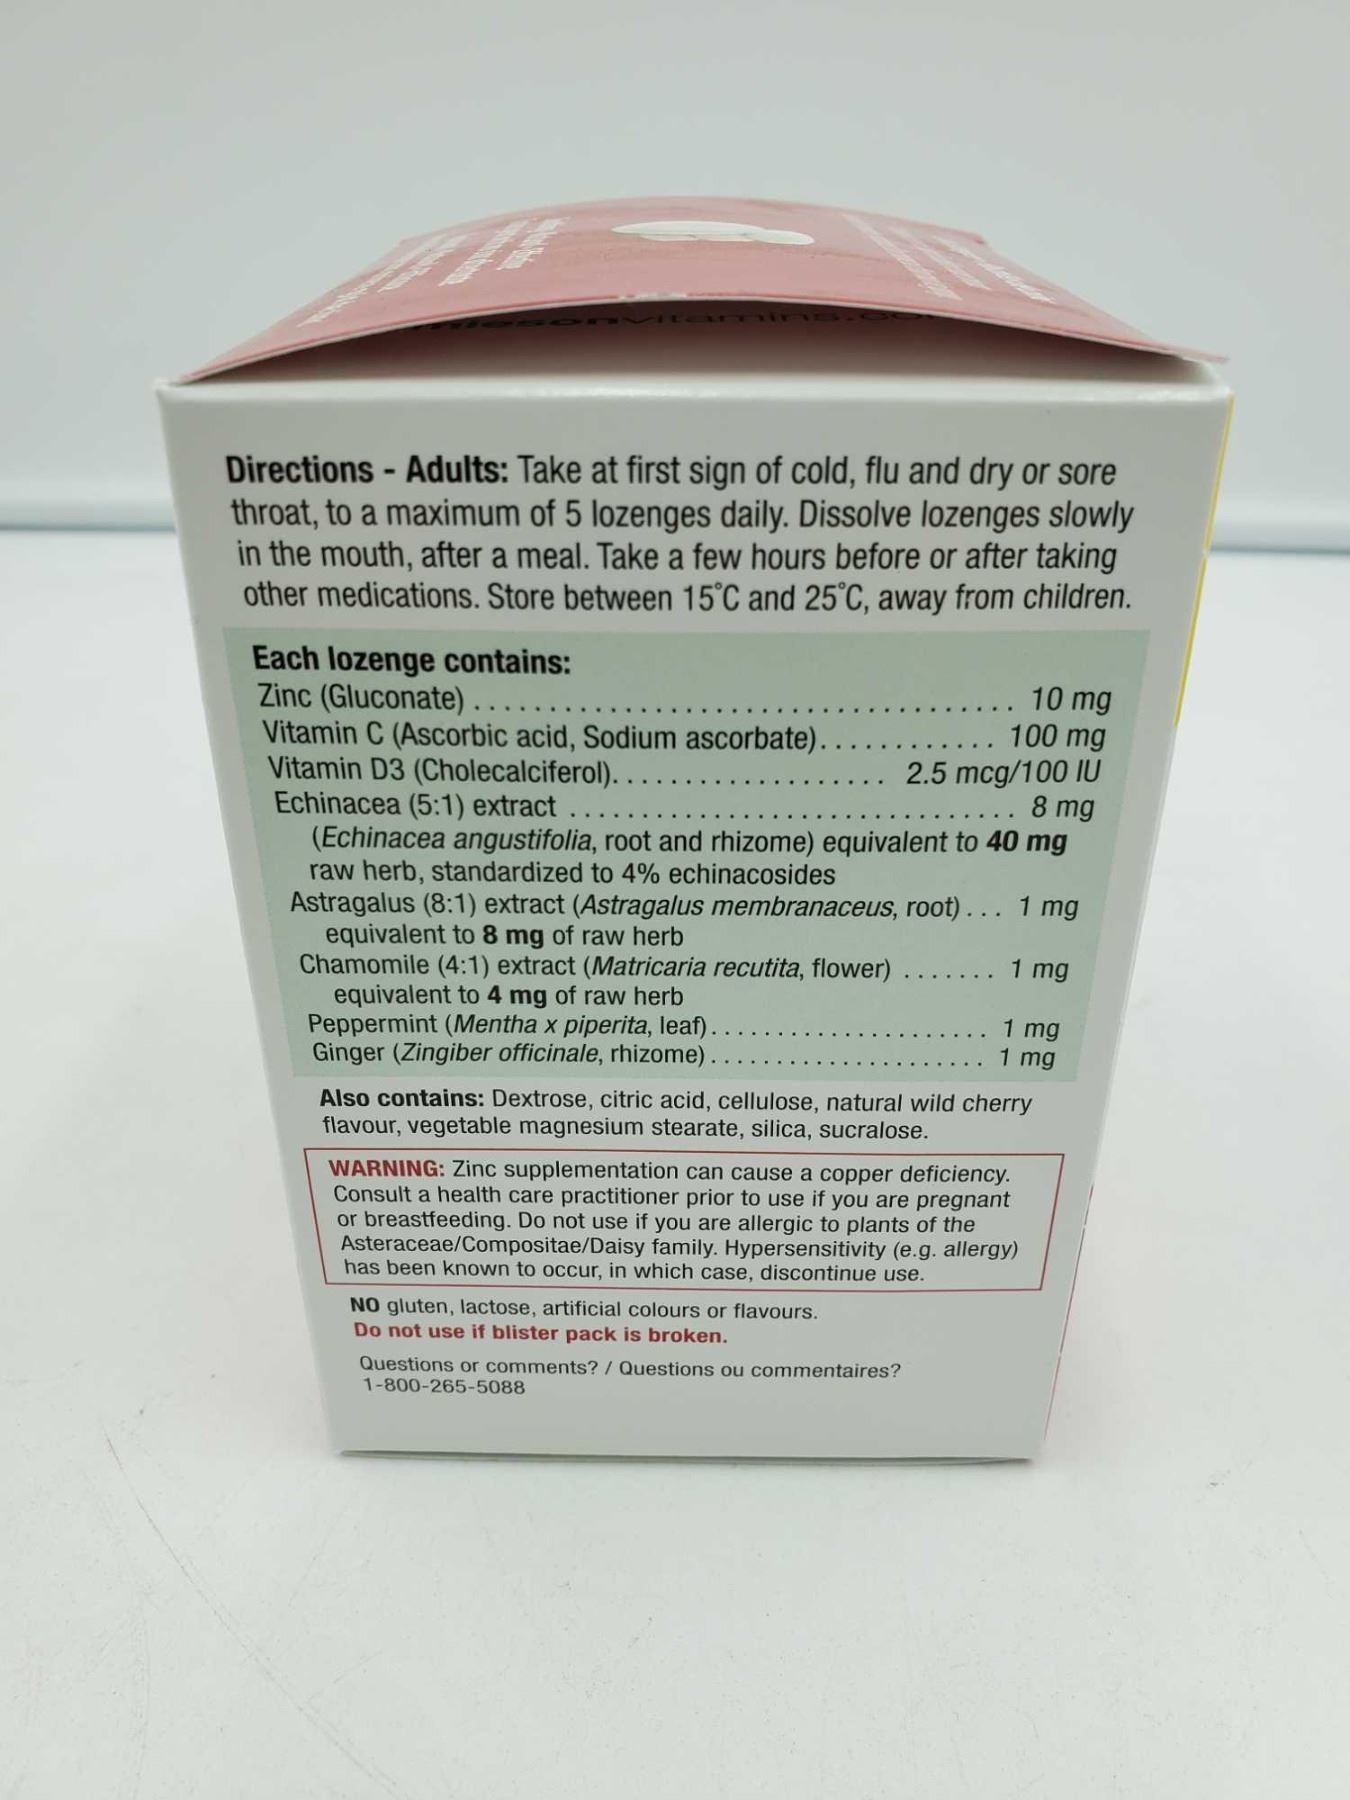 Directions - Adults: Take at first sign of cold, flu and dry or sore
throat, to a maximum of 5 lozenges daily. Dissolve lozenges slowly
in the mouth, after a meal. Take a few hours before or after taking
other medications. Store between 15°C and 25°C, away from children.
Each lozenge contains:
Zinc (Gluconate) . . . . . . . . . . . . . . . . . . . . . . . . . . . . . . . . . . . . 10 mg
Vitamin C (Ascorbic acid, Sodium ascorbate). . . . . . . . . . . . 100 mg
Vitamin D3 (Cholecalciferol). . . . . . . . . . . . . . . . . . . 2.5 mcg/100 IU
Echinacea (5:1) extract . . . . . . . . . . . . . . . . . . . . . . . . . . . . . . 8 mg
(Echinacea angustifolia, root and rhizome) equivalent to 40 mg
raw herb, standardized to 4% echinacosides
Astragalus (8:1) extract (Astragalus membranaceus, root) . . . 1 mg
equivalent to 8 mg of raw herb
Chamomile (4:1) extract (Matricaria recutita, flower) . . . . . . . 1 mg
equivalent to 4 mg of raw herb
Peppermint (Mentha x piperita, leaf). . . . . . . . . . . . . . . . . . . . . 1 mg
Ginger (Zingiber officinale, rhizome) . . . . . . . . . . . . . . . . . . . . . 1 mg
Also contains: Dextrose, citric acid, cellulose, natural wild cherry
flavour, vegetable magnesium stearate, silica, sucralose.
WARNING: Zinc supplementation can cause a copper deficiency.
Consult a health care practitioner prior to use if you are pregnant
or breastfeeding. Do not use if you are allergic to plants of the
Asteraceae/Compositae/Daisy family. Hypersensitivity (e.g. allergy)
has been known to occur, in which case, discontinue use.
NO gluten, lactose, artificial colours or flavours.
Do not use if blister pack is broken.
Questions or comments? / Questions ou commentaires?
1-800-265-5088